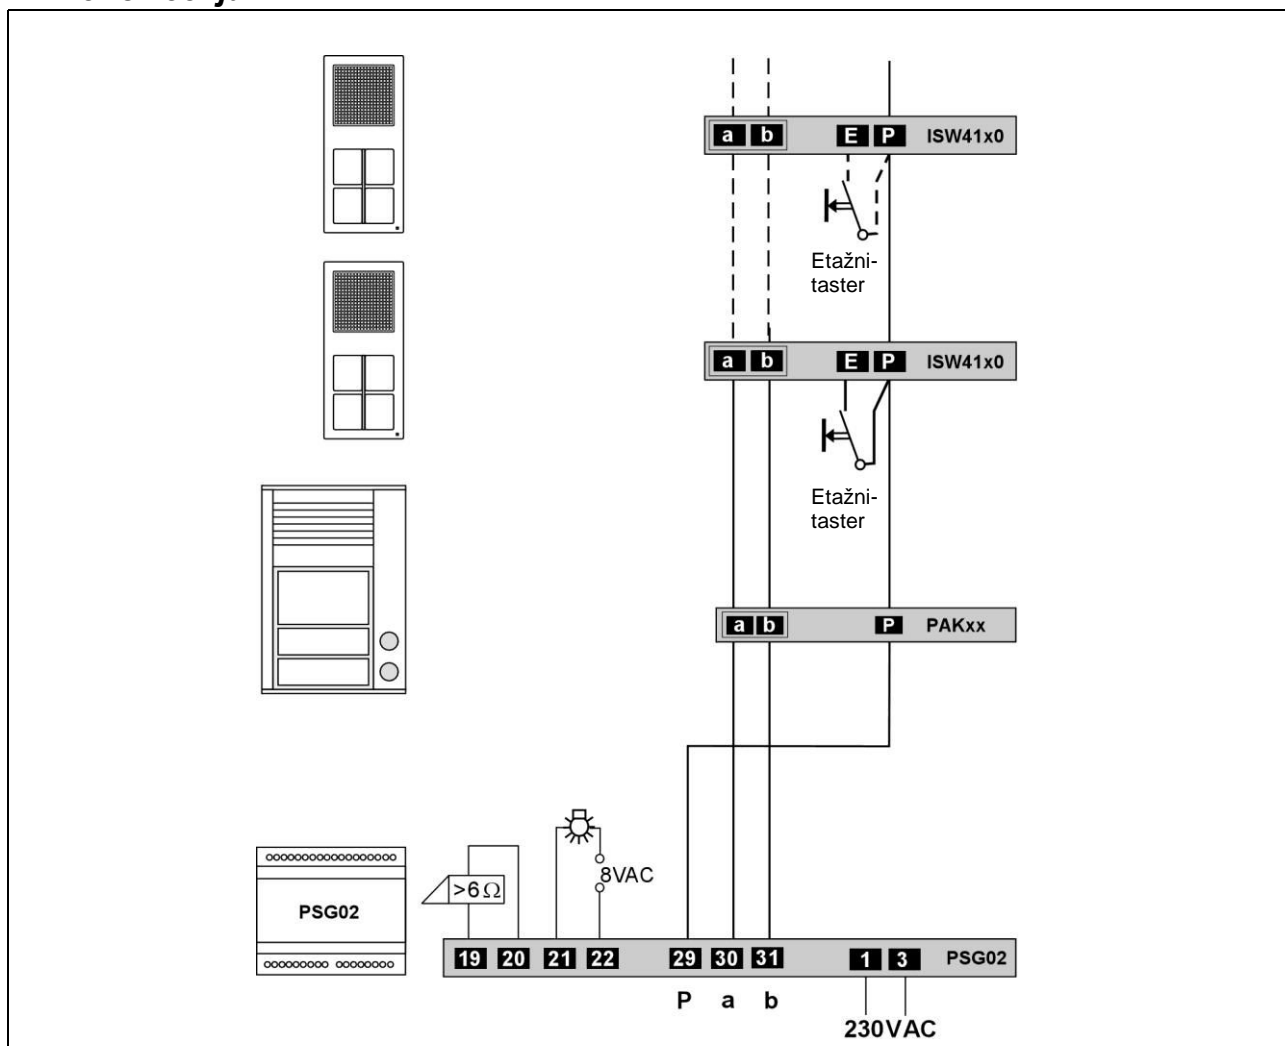 a b E P ISW41x0
Etažni-
taster
a b E P ISW41x0
Etažni-
taster
a b P PAKxx
8VAC
>6Ω
PSG02
19 20 21 22 29 30 31 1 3 PSG02
P a b
230VAC